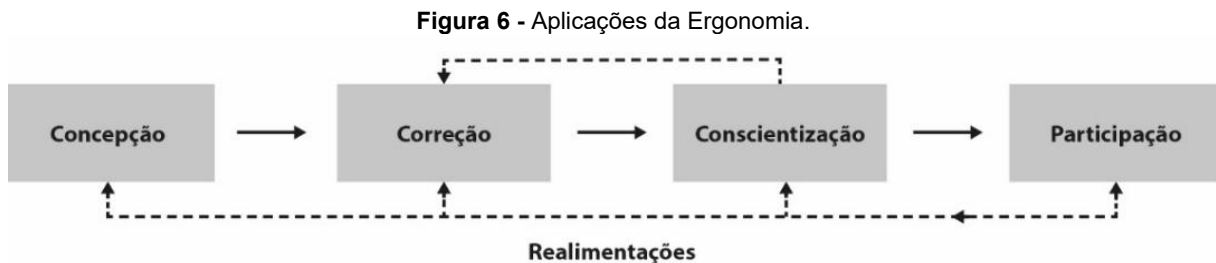 Figura 6 - Aplicações da Ergonomia.
Concepção
Correção
Conscientização
Participação
Realimentações